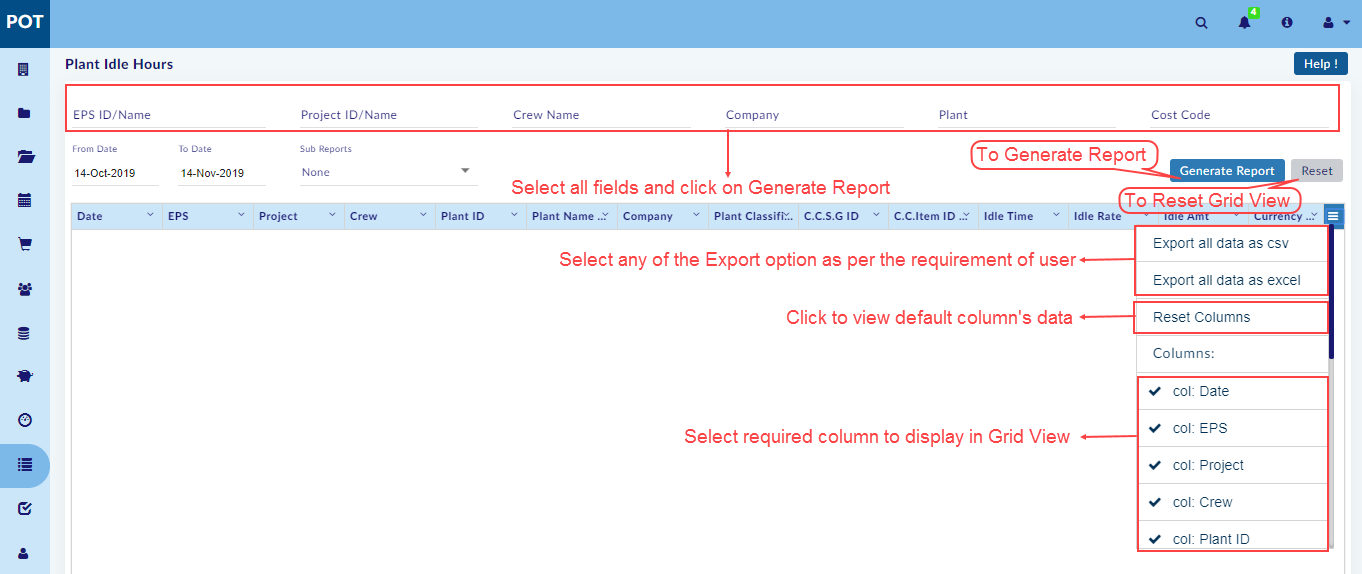 POT
4
Plant Idle Hours
Help !
EPS ID/Name Project ID/Name Crew Name Company Plant Cost Code
From Date To Date Sub Reports
14-Oct-2019 14-Nov-2019 None
To Generate Report
Generate Report Reset
Select all fields and click on Generate Report
To Reset Grid View
Date EPS Project Crew Plant ID Plant Name ... Company Plant Classifi... C.C.S.G ID C.C.Item ID ... Idle Time Idle Rate Idle Amt Currency ...
Export all data as csv
Select any of the Export option as per the requirement of user
Export all data as excel
Click to view default column's data
Reset Columns
Columns:
col: Date
col: EPS
Select required column to display in Grid View
col: Project
col: Crew
col: Plant ID